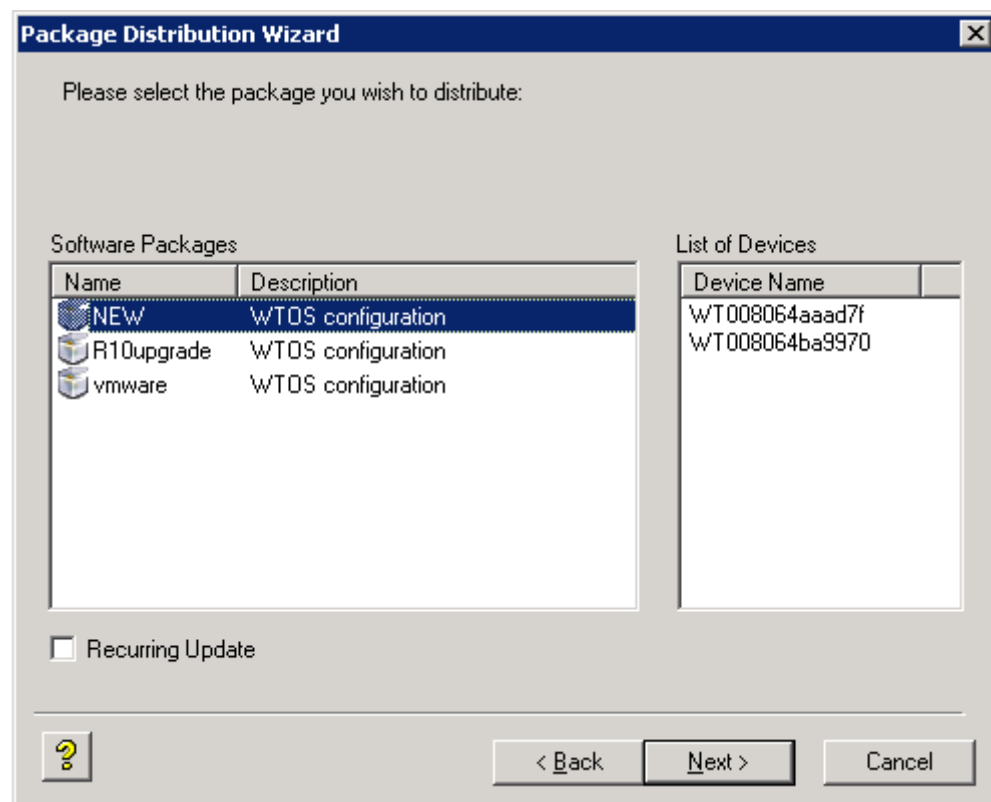 Package Distribution Wizard
Please select the package you wish to distribute:
Software Packages
Name Description
NEW WTOS configuration
R10upgrade WTOS configuration
vmware WTOS configuration
List of Devices
Device Name
WT008064aaad7f
WT008064ba9970
Recurring Update
?
< Back
Next >
Cancel